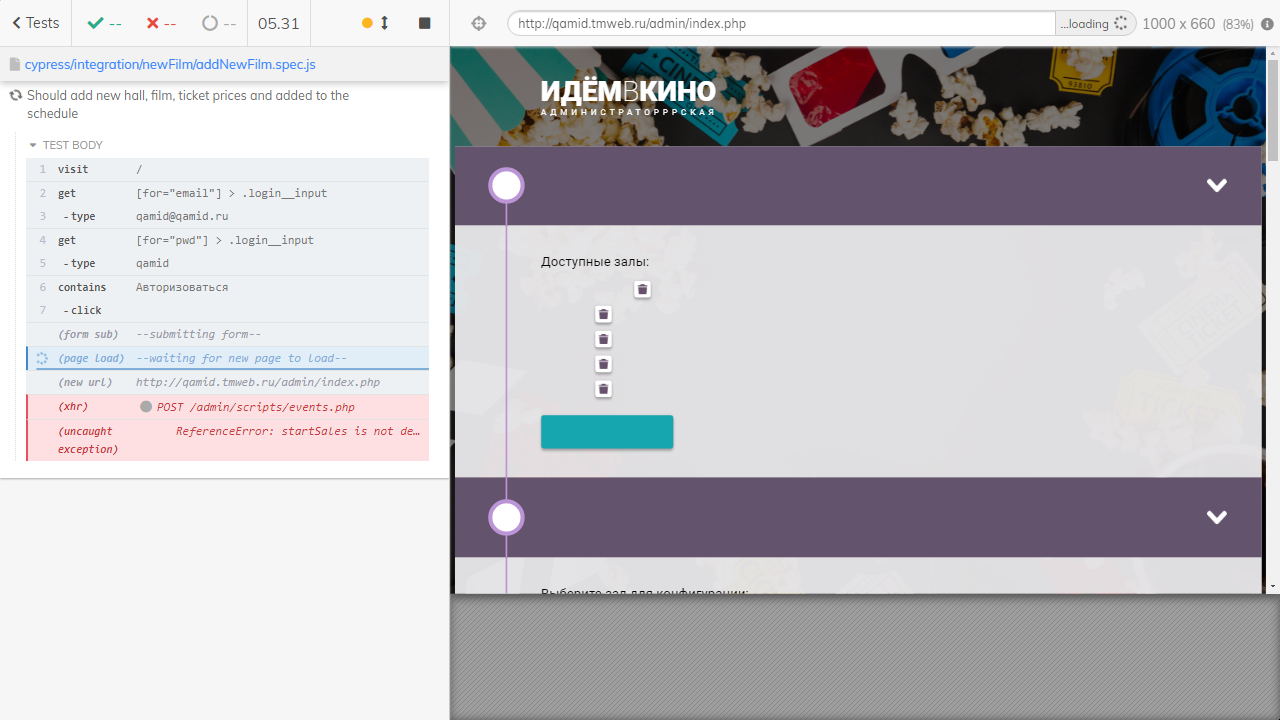 Tests
--
--
--
05.31
http://qamid.tmweb.ru/admin/index.php
...loading
1000 x 660 (83%)
cypress/integration/newFilm/addNewFilm.spec.js
Should add new hall, film, ticket prices and added to the
schedule
TEST BODY
1 visit /
2 get [for="email"] > .login__input
3 -type qamid@qamid.ru
4 get [for="pwd"] > .login__input
5 -type qamid
6 contains Авторизоваться
7 -click
(form sub) --submitting form--
(page load) --waiting for new page to load--
(new url) http://qamid.tmweb.ru/admin/index.php
(xhr) POST /admin/scripts/events.php
(uncaught exception) ReferenceError: startSales is not de…
ИДЁМВКИНО
АДМИНИСТРАТОРРРСКАЯ
Доступные залы:
Выберите зал для конфигурации: